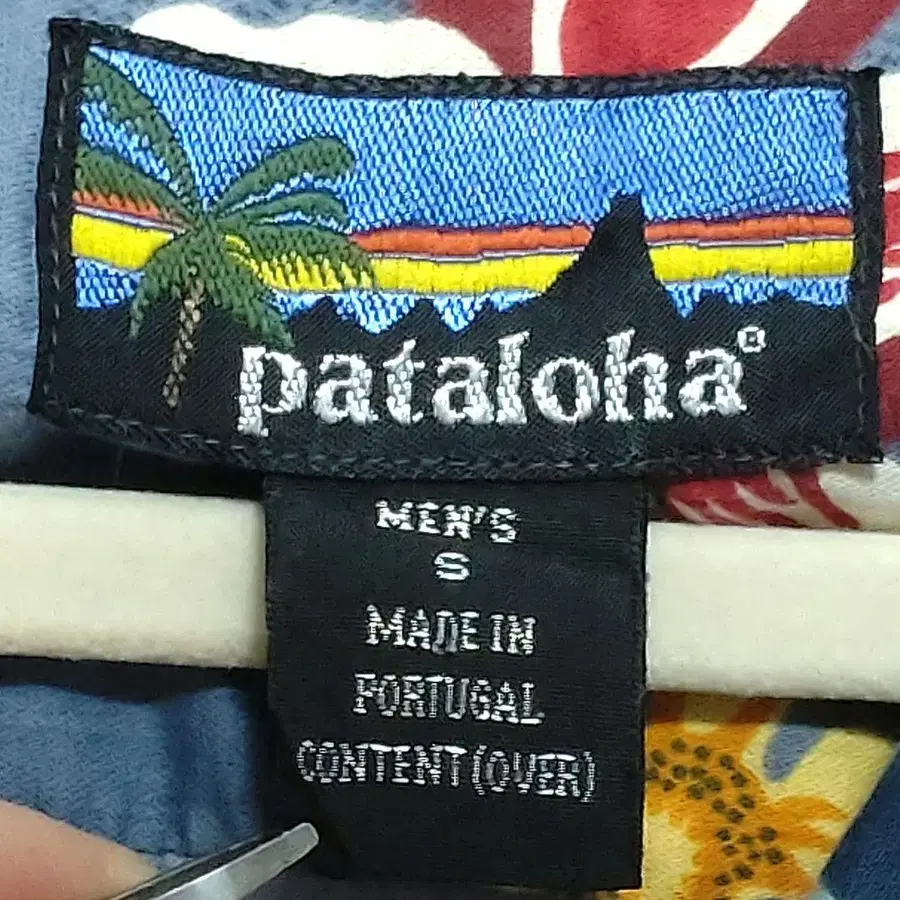 pataloha®
MEN'S
S
MADE IN
PORTUGAL
CONTENT(OVER)